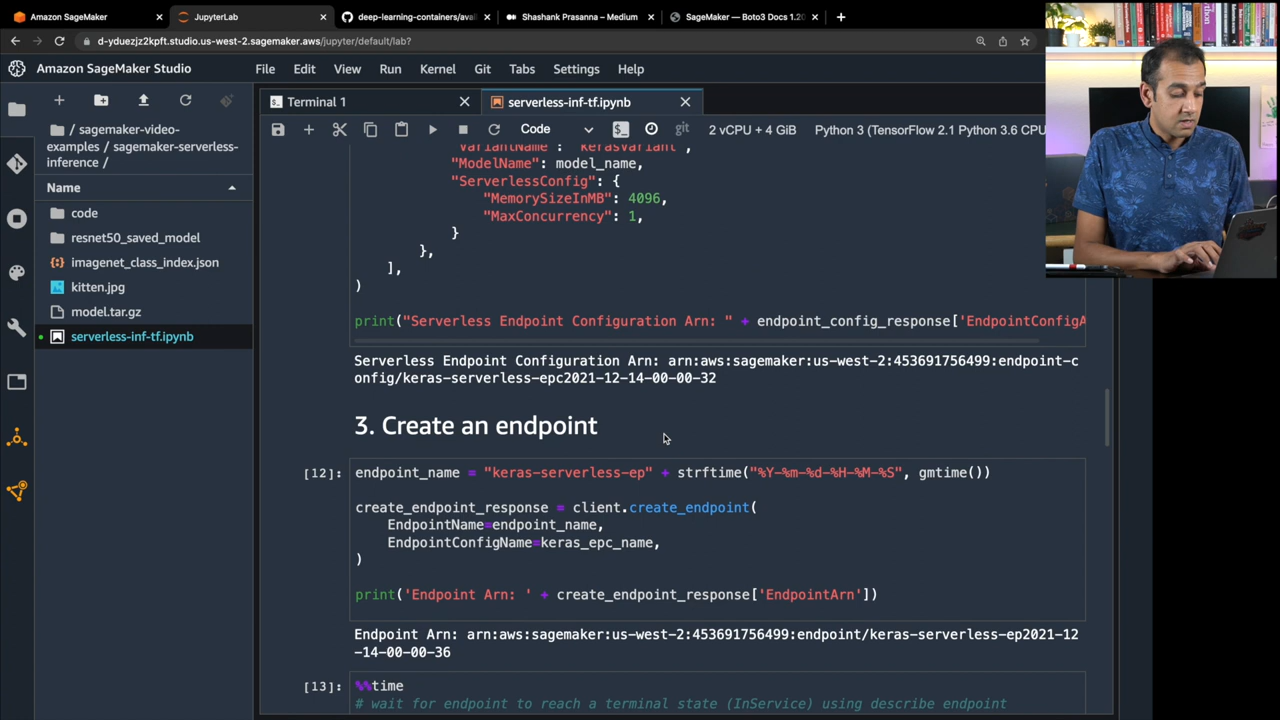 Amazon SageMaker
JupyterLab
deep-learning-containers/avai
Shashank Prasanna – Medium
SageMaker — Boto3 Docs 1.20
d-yduezjz2kpft.studio.us-west-2.sagemaker.aws/jupyter/default/lab?
Amazon SageMaker Studio
File Edit View Run Kernel Git Tabs Settings Help
Terminal 1
serverless-inf-tf.ipynb
Code
git
2 vCPU + 4 GiB
Python 3 (TensorFlow 2.1 Python 3.6 CPU
/ sagemaker-video-
examples / sagemaker-serverless-
inference /
Name
code
resnet50_saved_model
imagenet_class_index.json
kitten.jpg
model.tar.gz
serverless-inf-tf.ipynb
"VariantName": "kerasVariant",
"ModelName": model_name,
"ServerlessConfig": {
"MemorySizeInMB": 4096,
"MaxConcurrency": 1,
}
},
],
)
print("Serverless Endpoint Configuration Arn: " + endpoint_config_response['EndpointConfigA
Serverless Endpoint Configuration Arn: arn:aws:sagemaker:us-west-2:453691756499:endpoint-c
onfig/keras-serverless-epc2021-12-14-00-00-32
3. Create an endpoint
[12]:
endpoint_name = "keras-serverless-ep" + strftime("%Y-%m-%d-%H-%M-%S", gmtime())
create_endpoint_response = client.create_endpoint(
EndpointName=endpoint_name,
EndpointConfigName=keras_epc_name,
)
print('Endpoint Arn: ' + create_endpoint_response['EndpointArn'])
Endpoint Arn: arn:aws:sagemaker:us-west-2:453691756499:endpoint/keras-serverless-ep2021-12
-14-00-00-36
[13]:
%%time
# wait for endpoint to reach a terminal state (InService) using describe endpoint